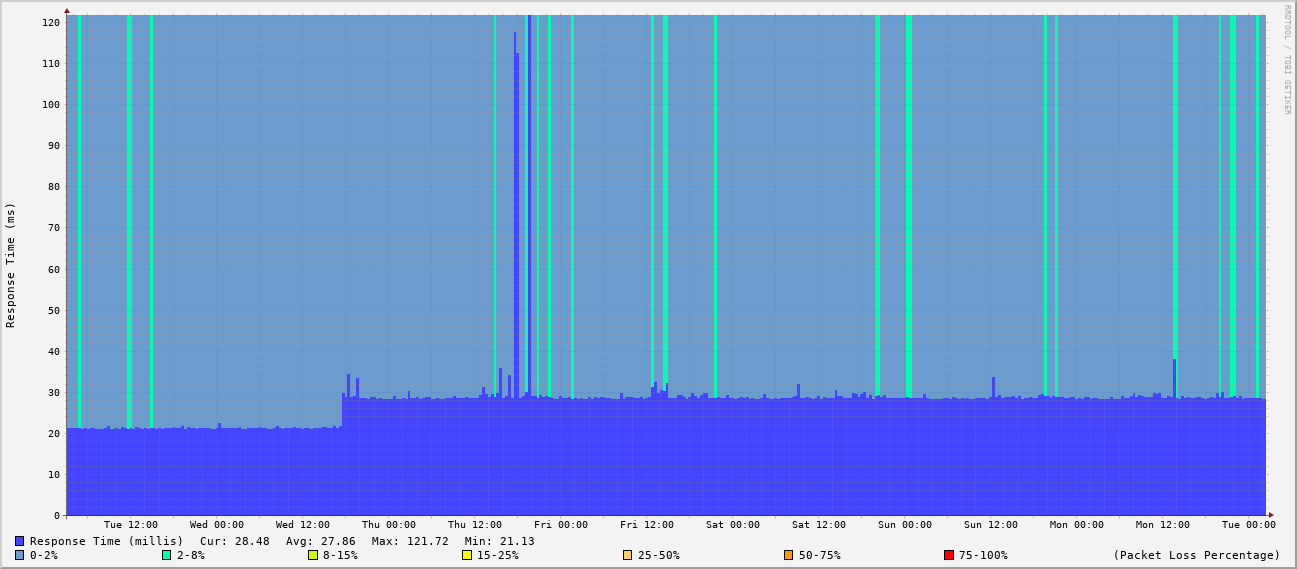 120
110
100
90
80
70
60
50
40
30
20
10
0
Response Time (ms)
RRDTOOL / TOBI OETIKER
Tue 12:00 Wed 00:00 Wed 12:00 Thu 00:00 Thu 12:00 Fri 00:00 Fri 12:00 Sat 00:00 Sat 12:00 Sun 00:00 Sun 12:00 Mon 00:00 Mon 12:00 Tue 00:00
Response Time (millis) Cur: 28.48 Avg: 27.86 Max: 121.72 Min: 21.13
0-2% 2-8% 8-15% 15-25% 25-50% 50-75% 75-100% (Packet Loss Percentage)